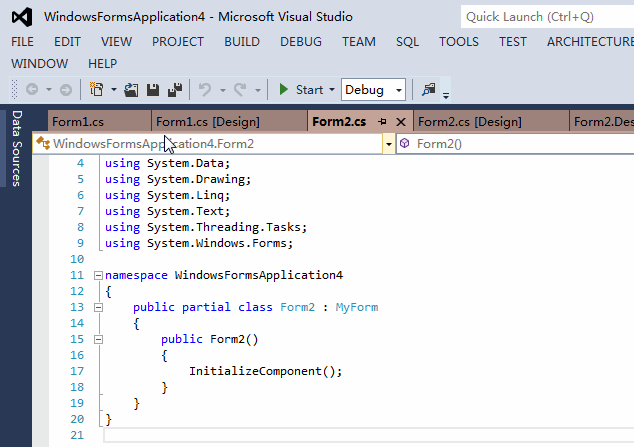 WindowsFormsApplication4 - Microsoft Visual Studio
Quick Launch (Ctrl+Q)
FILE EDIT VIEW PROJECT BUILD DEBUG TEAM SQL TOOLS TEST ARCHITECTURE
WINDOW HELP
Start Debug
Data Sources
Form1.cs Form1.cs [Design] Form2.cs Form2.cs [Design] Form2.Des
WindowsFormsApplication4.Form2 Form2()
4 using System.Data;
5 using System.Drawing;
6 using System.Linq;
7 using System.Text;
8 using System.Threading.Tasks;
9 using System.Windows.Forms;
10
11 namespace WindowsFormsApplication4
12 {
13 public partial class Form2 : MyForm
14 {
15 public Form2()
16 {
17 InitializeComponent();
18 }
19 }
20 }
21